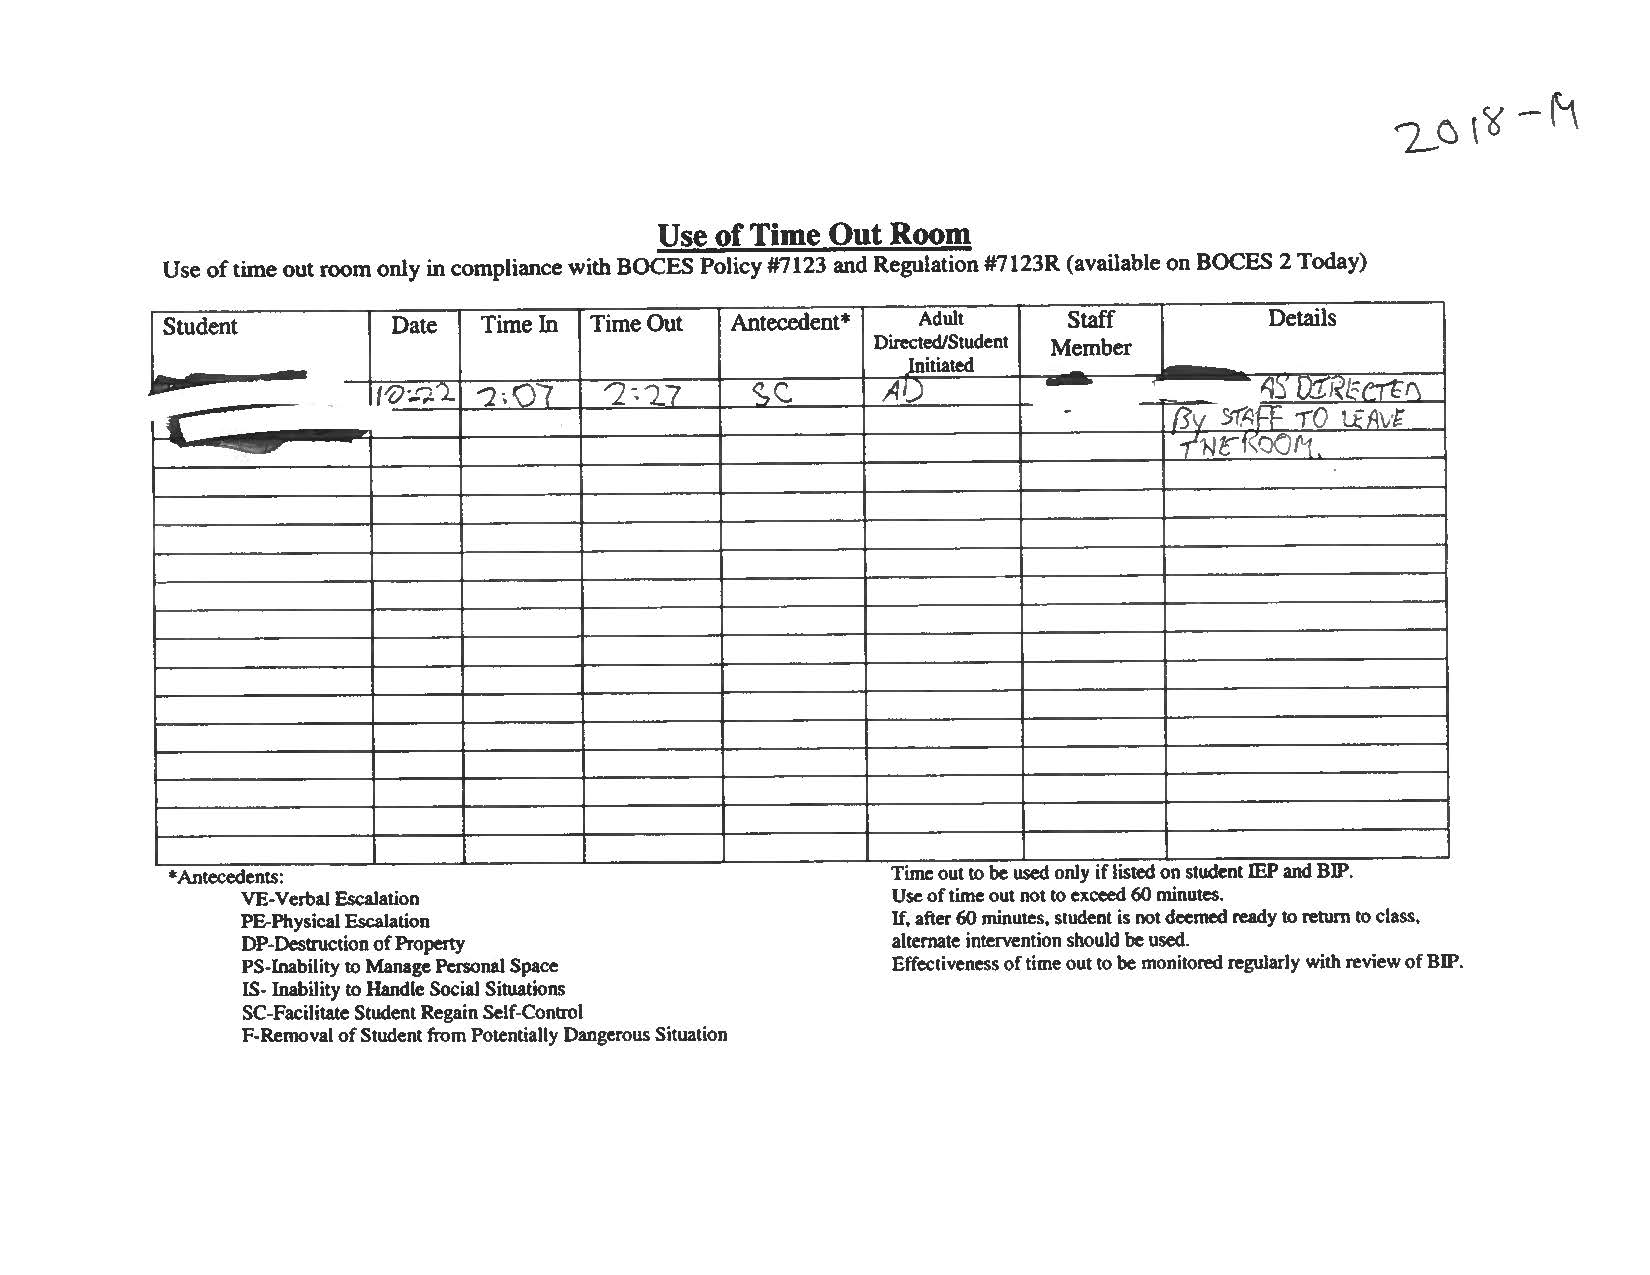 2018-19
Use of Time Out Room
Use of time out room only in compliance with BOCES Policy #7123 and Regulation #7123R (available on BOCES 2 Today)
Student Date Time In Time Out Antecedent* Adult Directed/Student Initiated Staff Member Details
10:22 2:07 2:27 SC AD AS DIRECTED
BY STAFF TO LEAVE
THE ROOM.
*Antecedents:
VE-Verbal Escalation
PE-Physical Escalation
DP-Destruction of Property
PS-Inability to Manage Personal Space
IS- Inability to Handle Social Situations
SC-Facilitate Student Regain Self-Control
F-Removal of Student from Potentially Dangerous Situation
Time out to be used only if listed on student IEP and BIP.
Use of time out not to exceed 60 minutes.
If, after 60 minutes, student is not deemed ready to return to class,
alternate intervention should be used.
Effectiveness of time out to be monitored regularly with review of BIP.